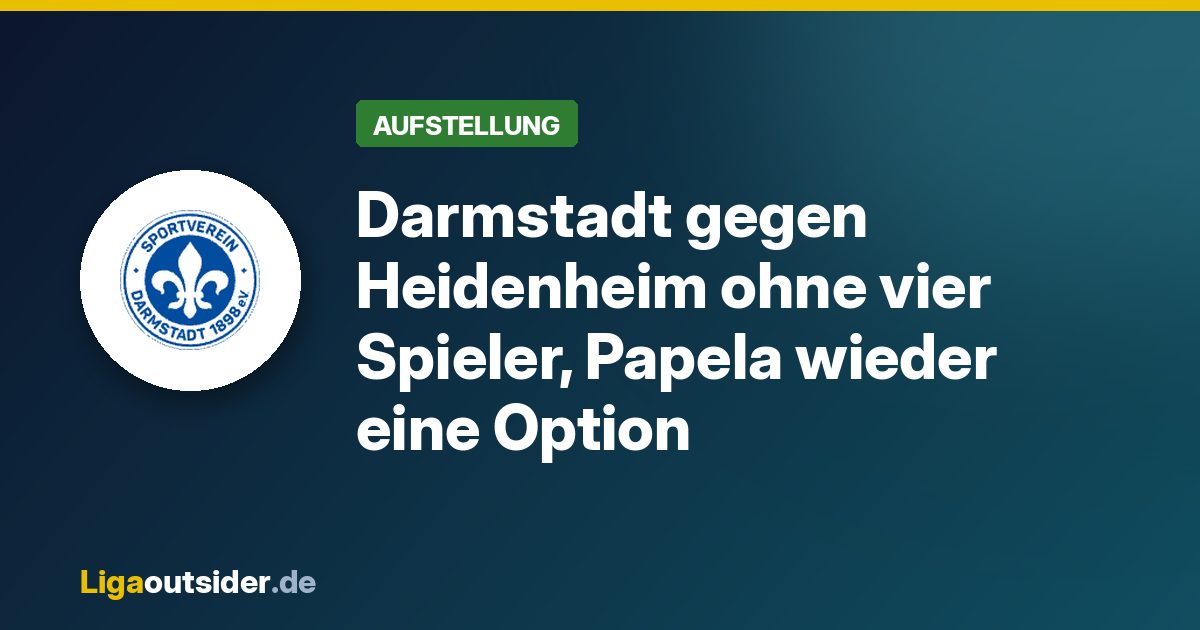 AUFSTELLUNG
Darmstadt gegen
Heidenheim ohne vier
Spieler, Papela wieder
eine Option
SPORTVEREIN
DARMSTADT 1898 e.V.
Ligaoutsider.de